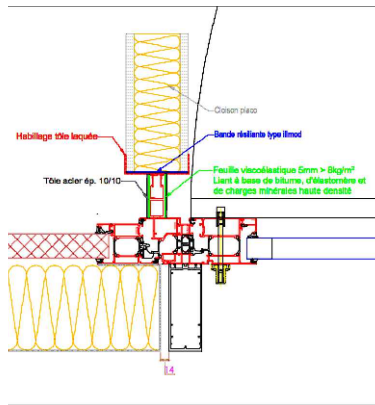 Cloison placo
Habillage tôle laquée
Bande résiliante type illmod
Feuille viscoélastique 5mm > 8kg/m²
Tôle acier ép. 10/10
Liant à base de bitume, d'élastomère et
de charges minérales haute densité
14